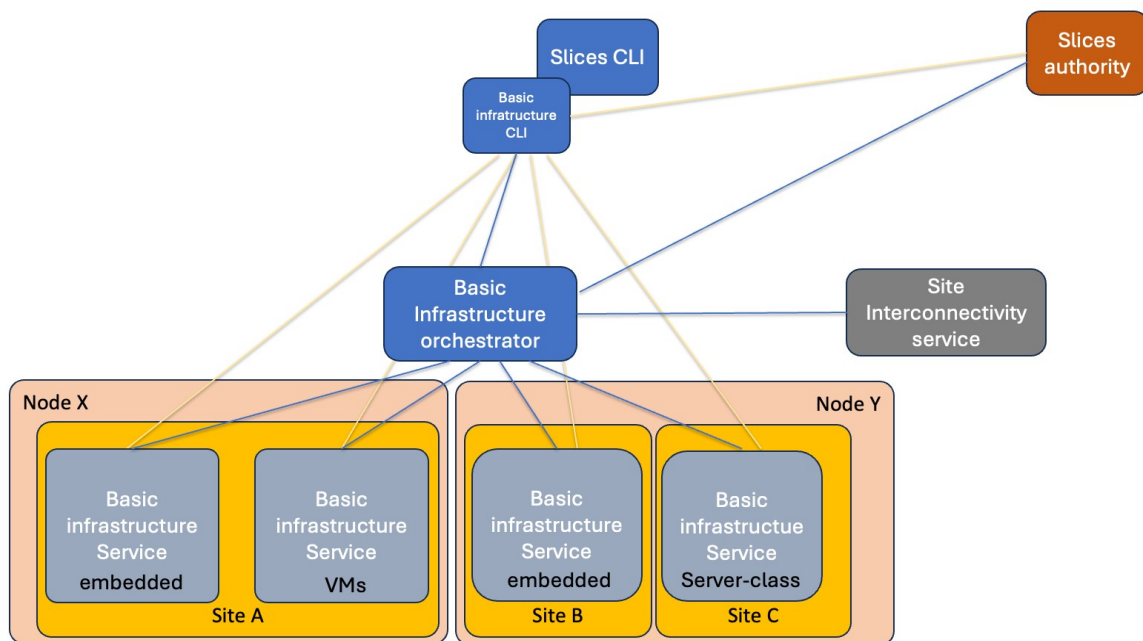 Slices CLI
Slices
authority
Basic
infratructure
CLI
Basic
Infrastructure
orchestrator
Site
Interconnectivity
service
Node X
Node Y
Basic
infrastructure
Service
embedded
Basic
infrastructure
Service
VMs
Site A
Basic
infrastructure
Service
embedded
Site B
Basic
infrastructue
Service
Server-class
Site C